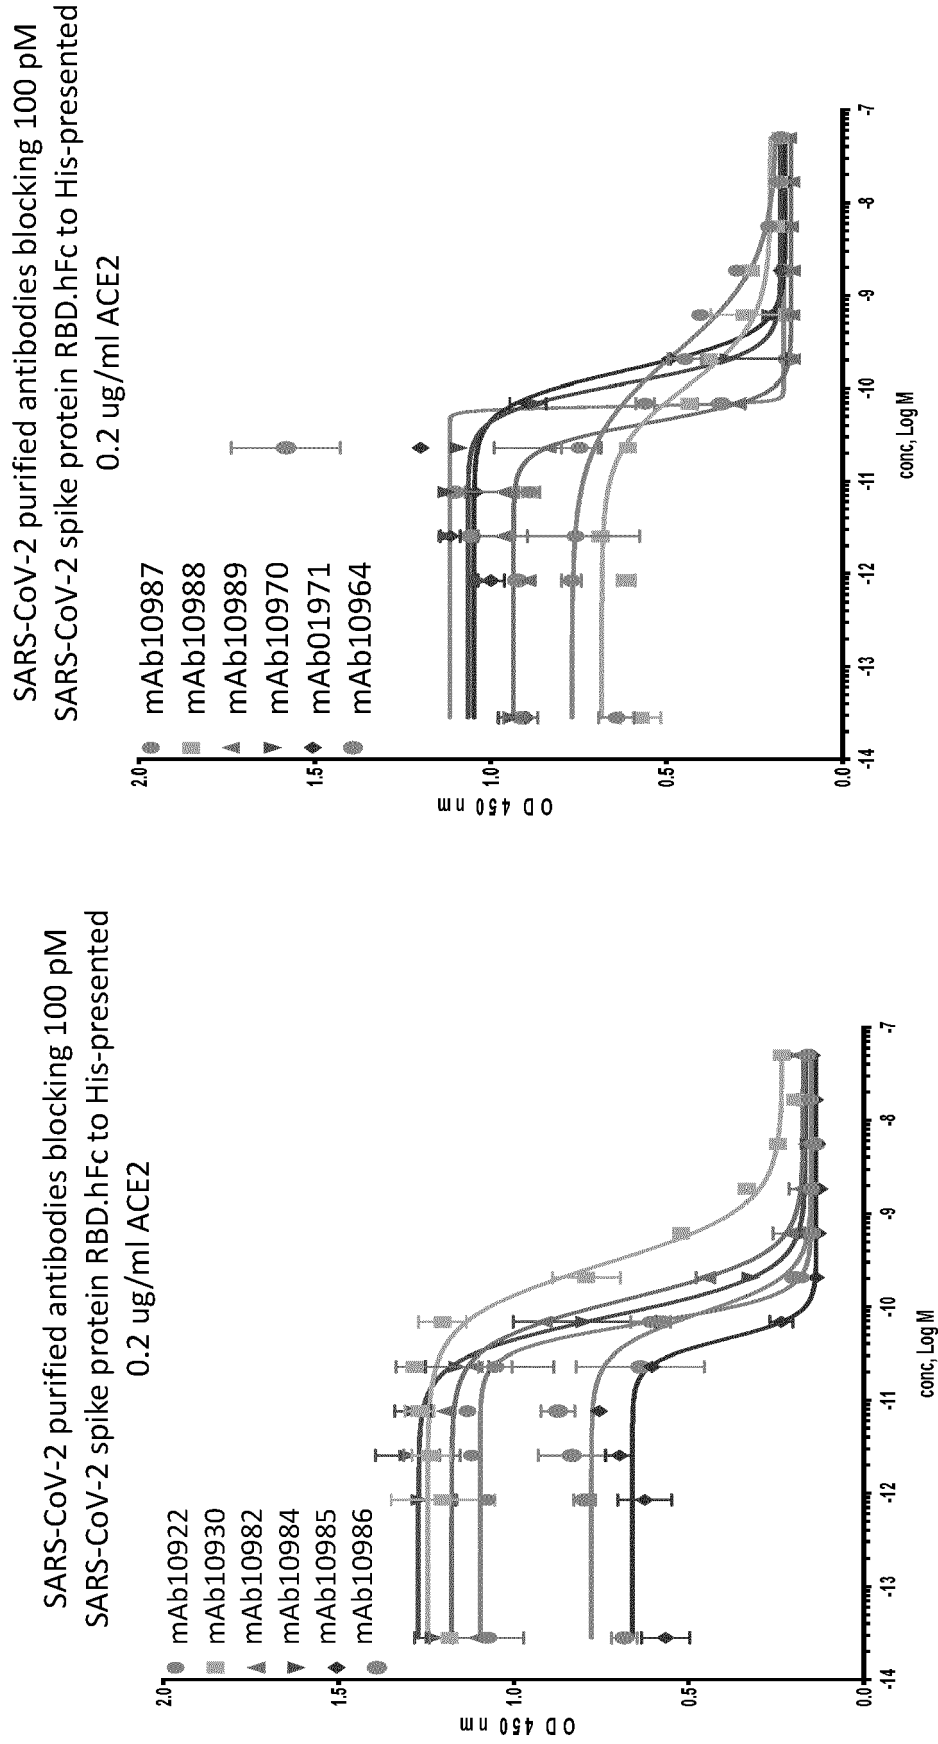 SARS-CoV-2 purified antibodies blocking 100 pM
SARS-CoV-2 spike protein RBD.hFc to His-presented
0.2 ug/ml ACE2
mAb10922
mAb10930
mAb10982
mAb10984
mAb10985
mAb10986
2.0
1.5
1.0
0.5
0.0
OD 450 nm
-14
-13
-12
-11
-10
-9
-8
-7
conc, Log M
SARS-CoV-2 purified antibodies blocking 100 pM
SARS-CoV-2 spike protein RBD.hFc to His-presented
0.2 ug/ml ACE2
mAb10987
mAb10988
mAb10989
mAb10970
mAb01971
mAb10964
2.0
1.5
1.0
0.5
0.0
OD 450 nm
-14
-13
-12
-11
-10
-9
-8
-7
conc, Log M